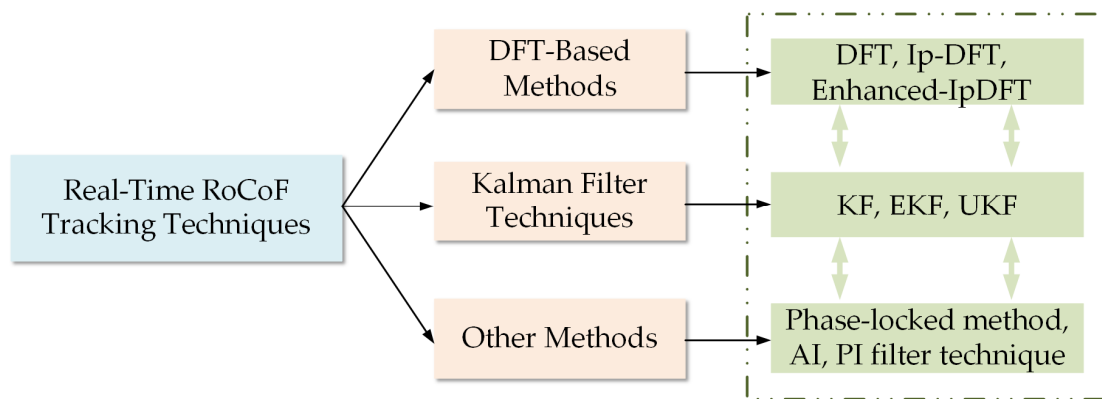 Real-Time RoCoF
Tracking Techniques
DFT-Based
Methods
Kalman Filter
Techniques
Other Methods
DFT, Ip-DFT,
Enhanced-IpDFT
KF, EKF, UKF
Phase-locked method,
AI, PI filter technique